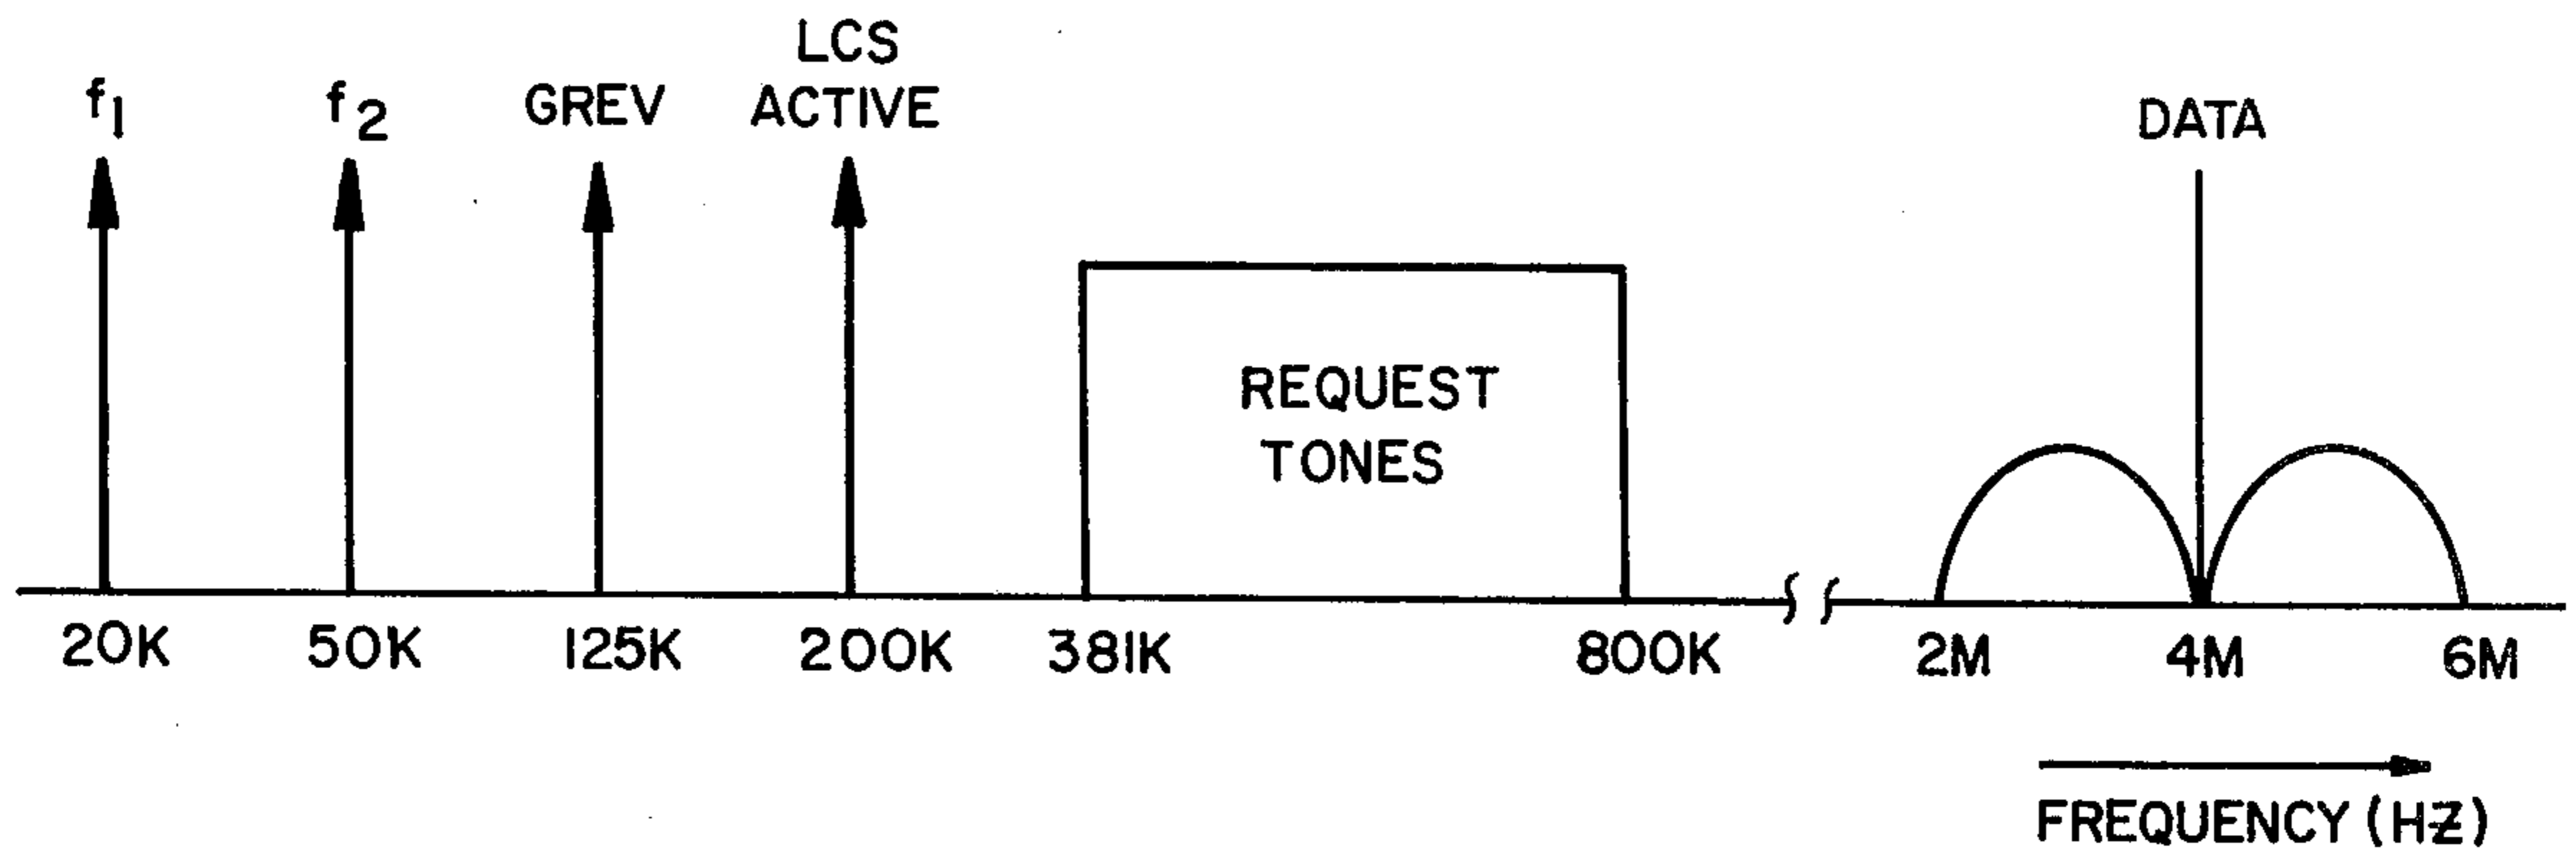 f1
f2
GREV
LCS
ACTIVE
DATA
REQUEST
TONES
20K
50K
125K
200K
381K
800K
2M
4M
6M
FREQUENCY (HZ)